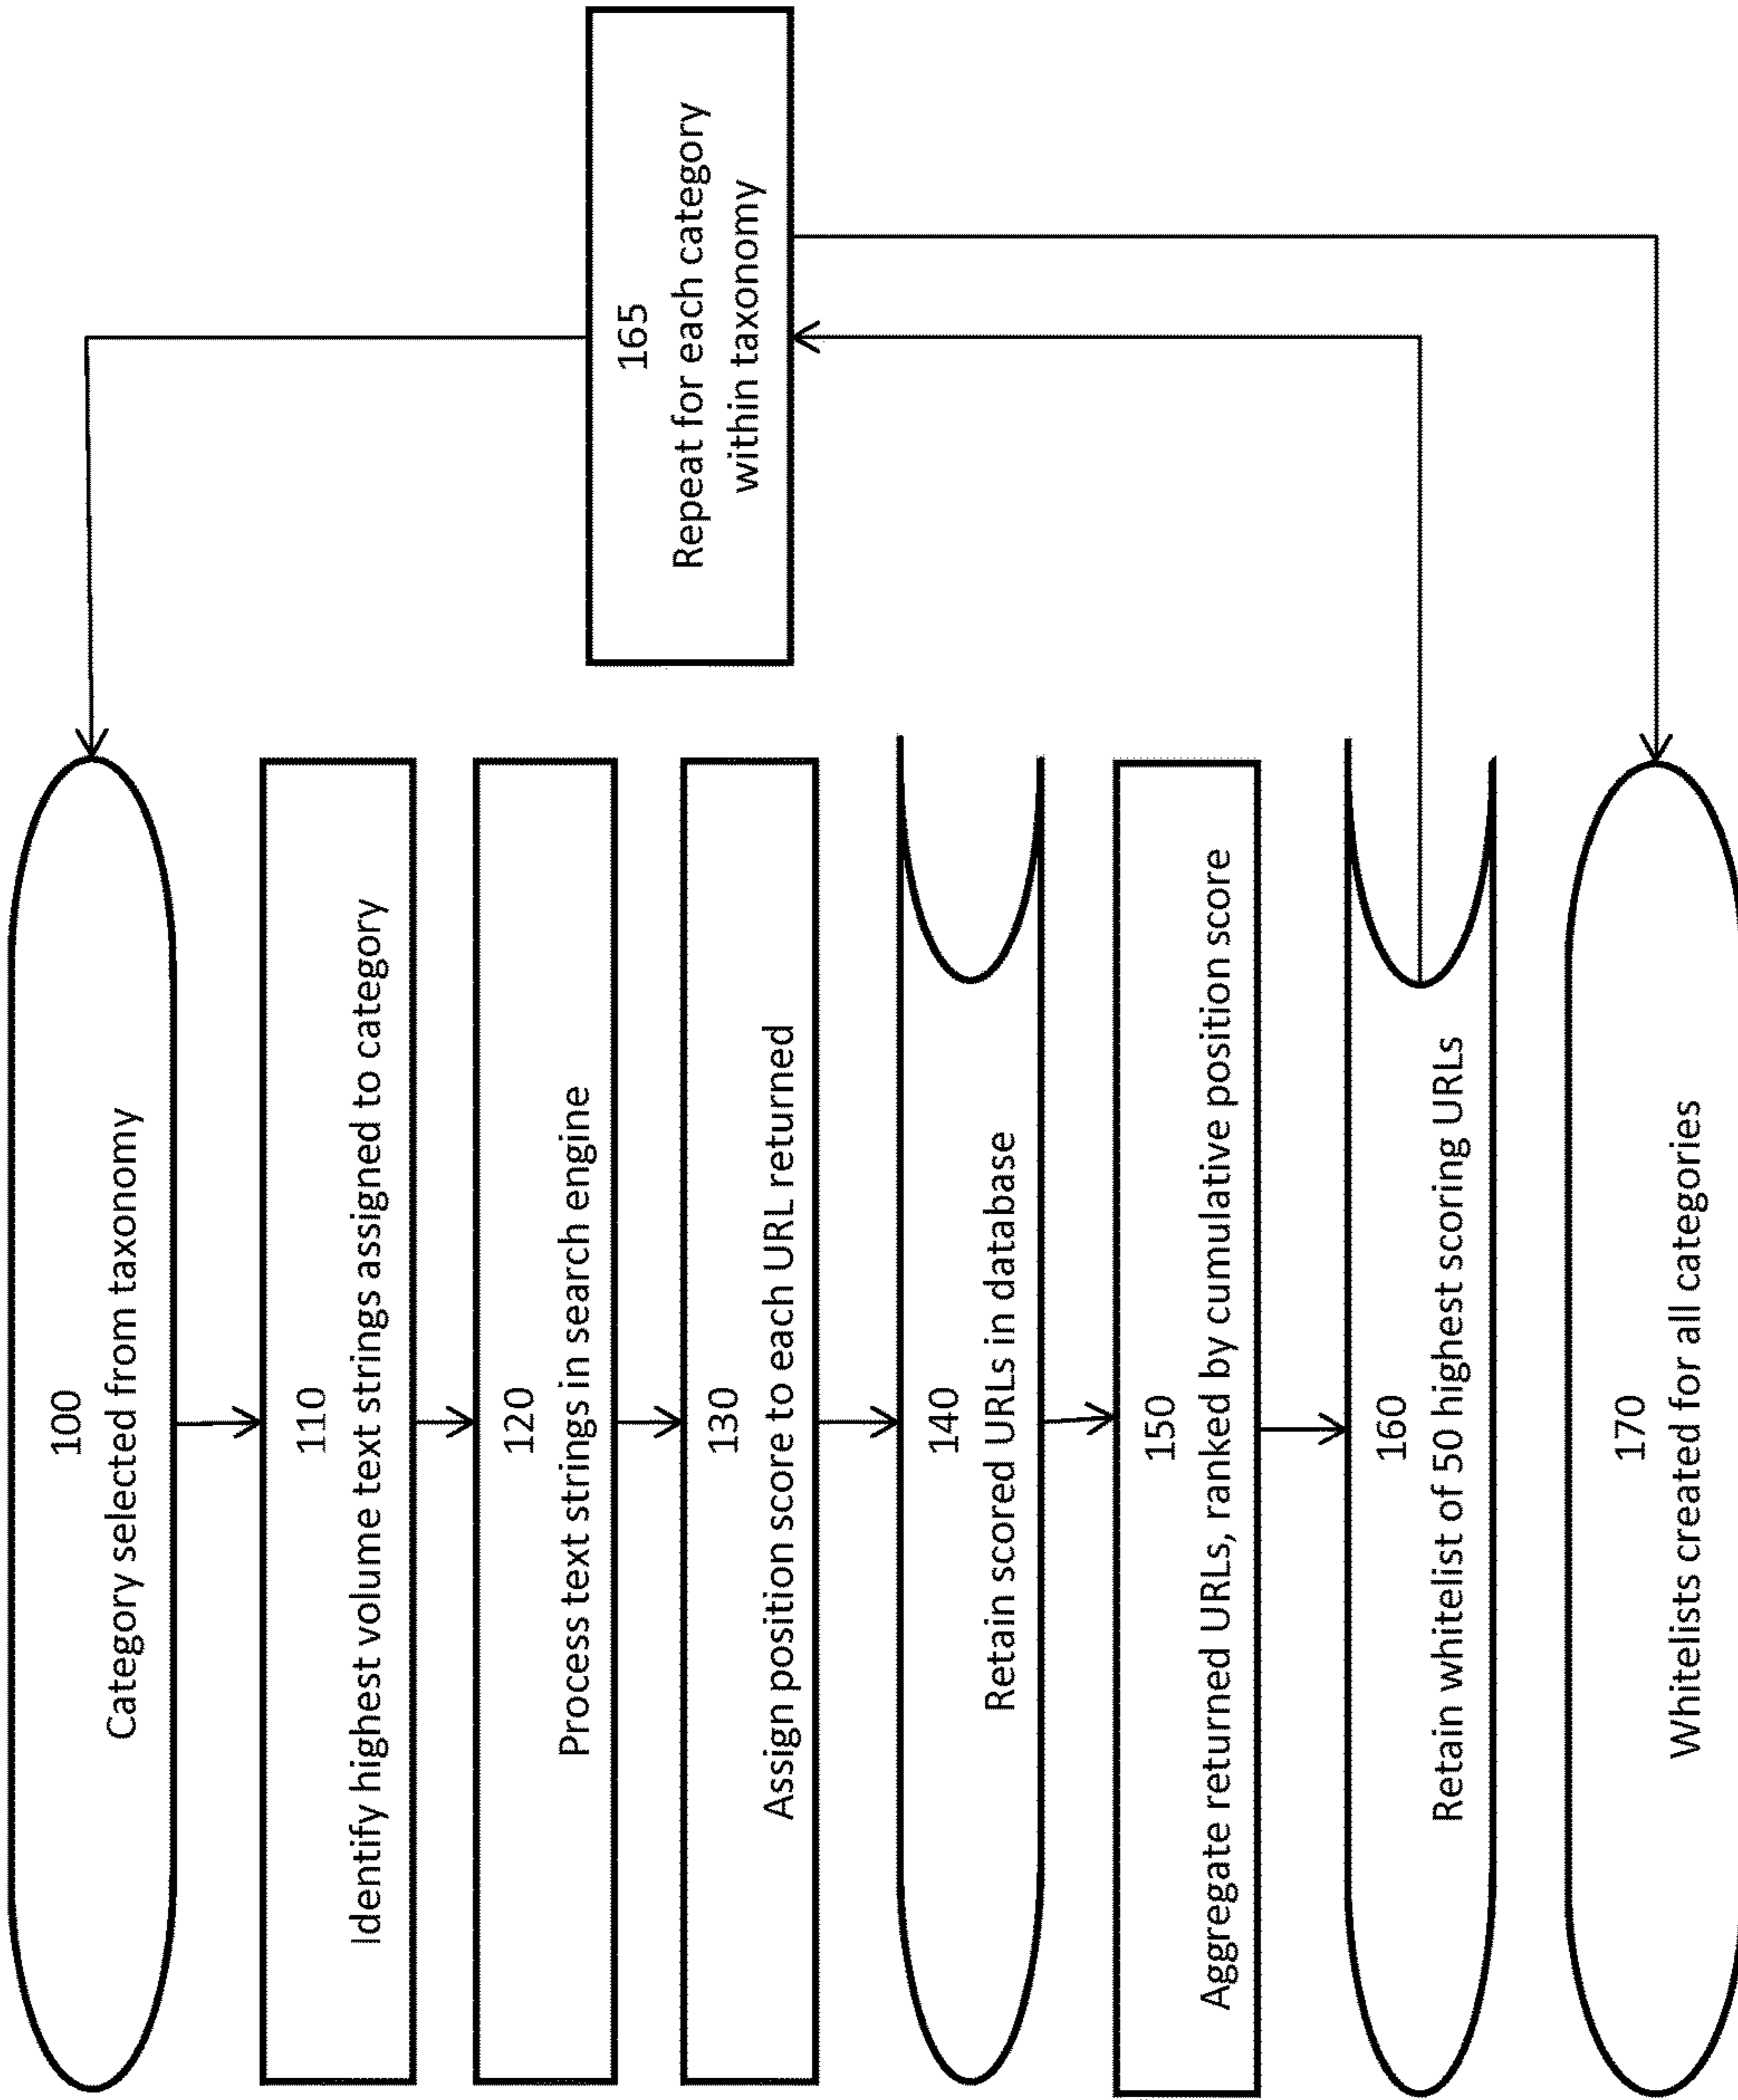 100
Category selected from taxonomy
110
Identify highest volume text strings assigned to category
120
Process text strings in search engine
130
Assign position score to each URL returned
140
Retain scored URLs in database
150
Aggregate returned URLs, ranked by cumulative position score
160
Retain whitelist of 50 highest scoring URLs
165
Repeat for each category
within taxonomy
170
Whitelists created for all categories